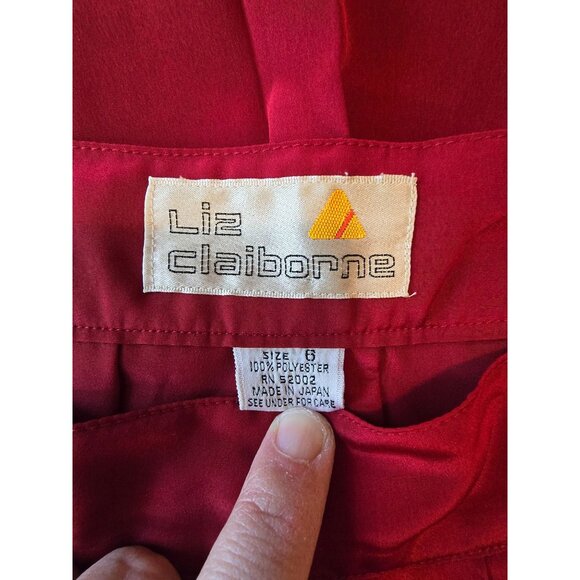 Liz
claiborne
SIZE 6
100% POLYESTER
RN 52002
MADE IN JAPAN
SEE UNDER FOR CARE